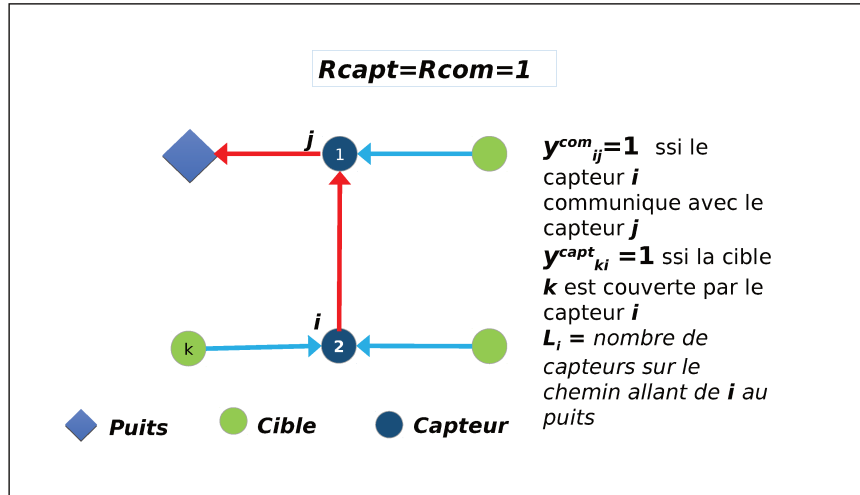 Rcapt=Rcom=1
j
1
y^com_ij=1 ssi le
capteur i
communique avec le
capteur j
y^capt_ki =1 ssi la cible
k est couverte par le
capteur i
L_i = nombre de
capteurs sur le
chemin allant de i au
puits
i
k
2
Puits
Cible
Capteur